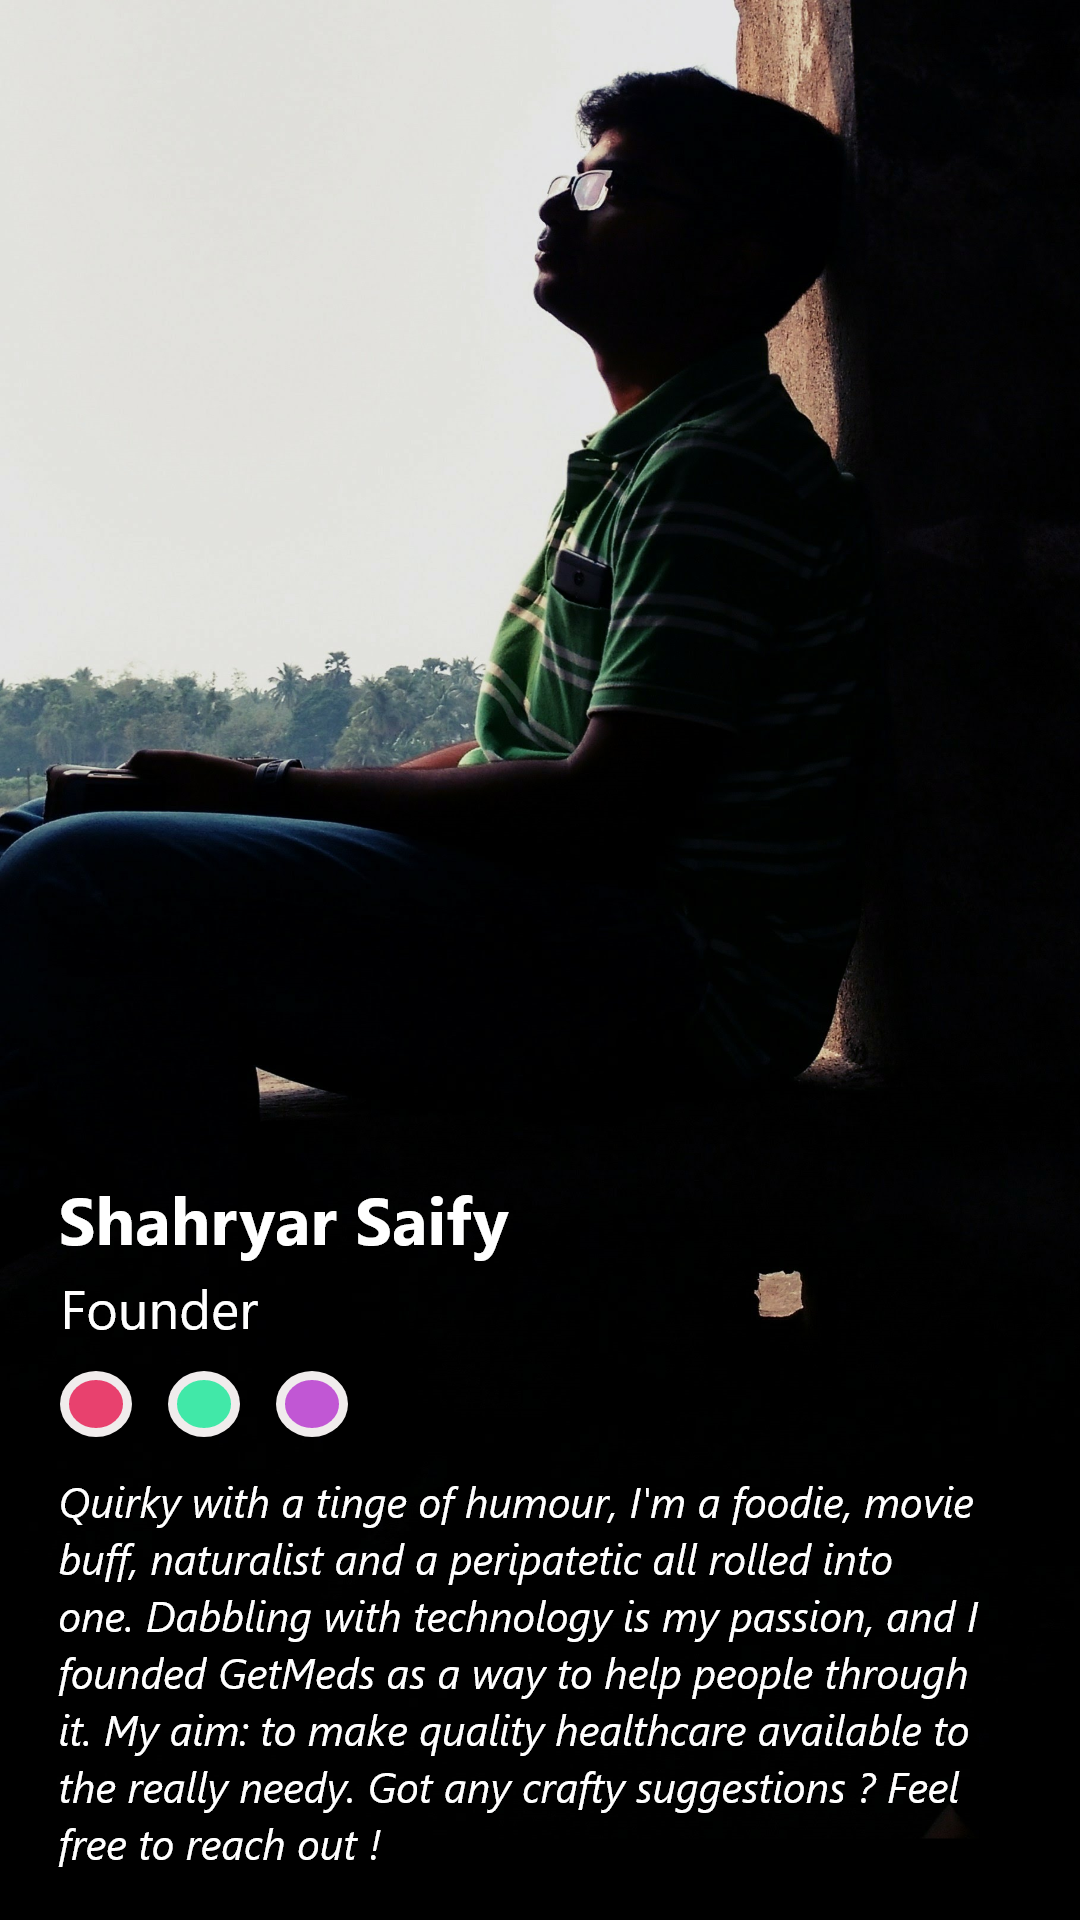 Shahryar Saify
Founder
Quirky with a tinge of humour, I'm a foodie, movie
buff, naturalist and a peripatetic all rolled into
one. Dabbling with technology is my passion, and I
founded GetMeds as a way to help people through
it. My aim: to make quality healthcare available to
the really needy. Got any crafty suggestions ? Feel
free to reach out !